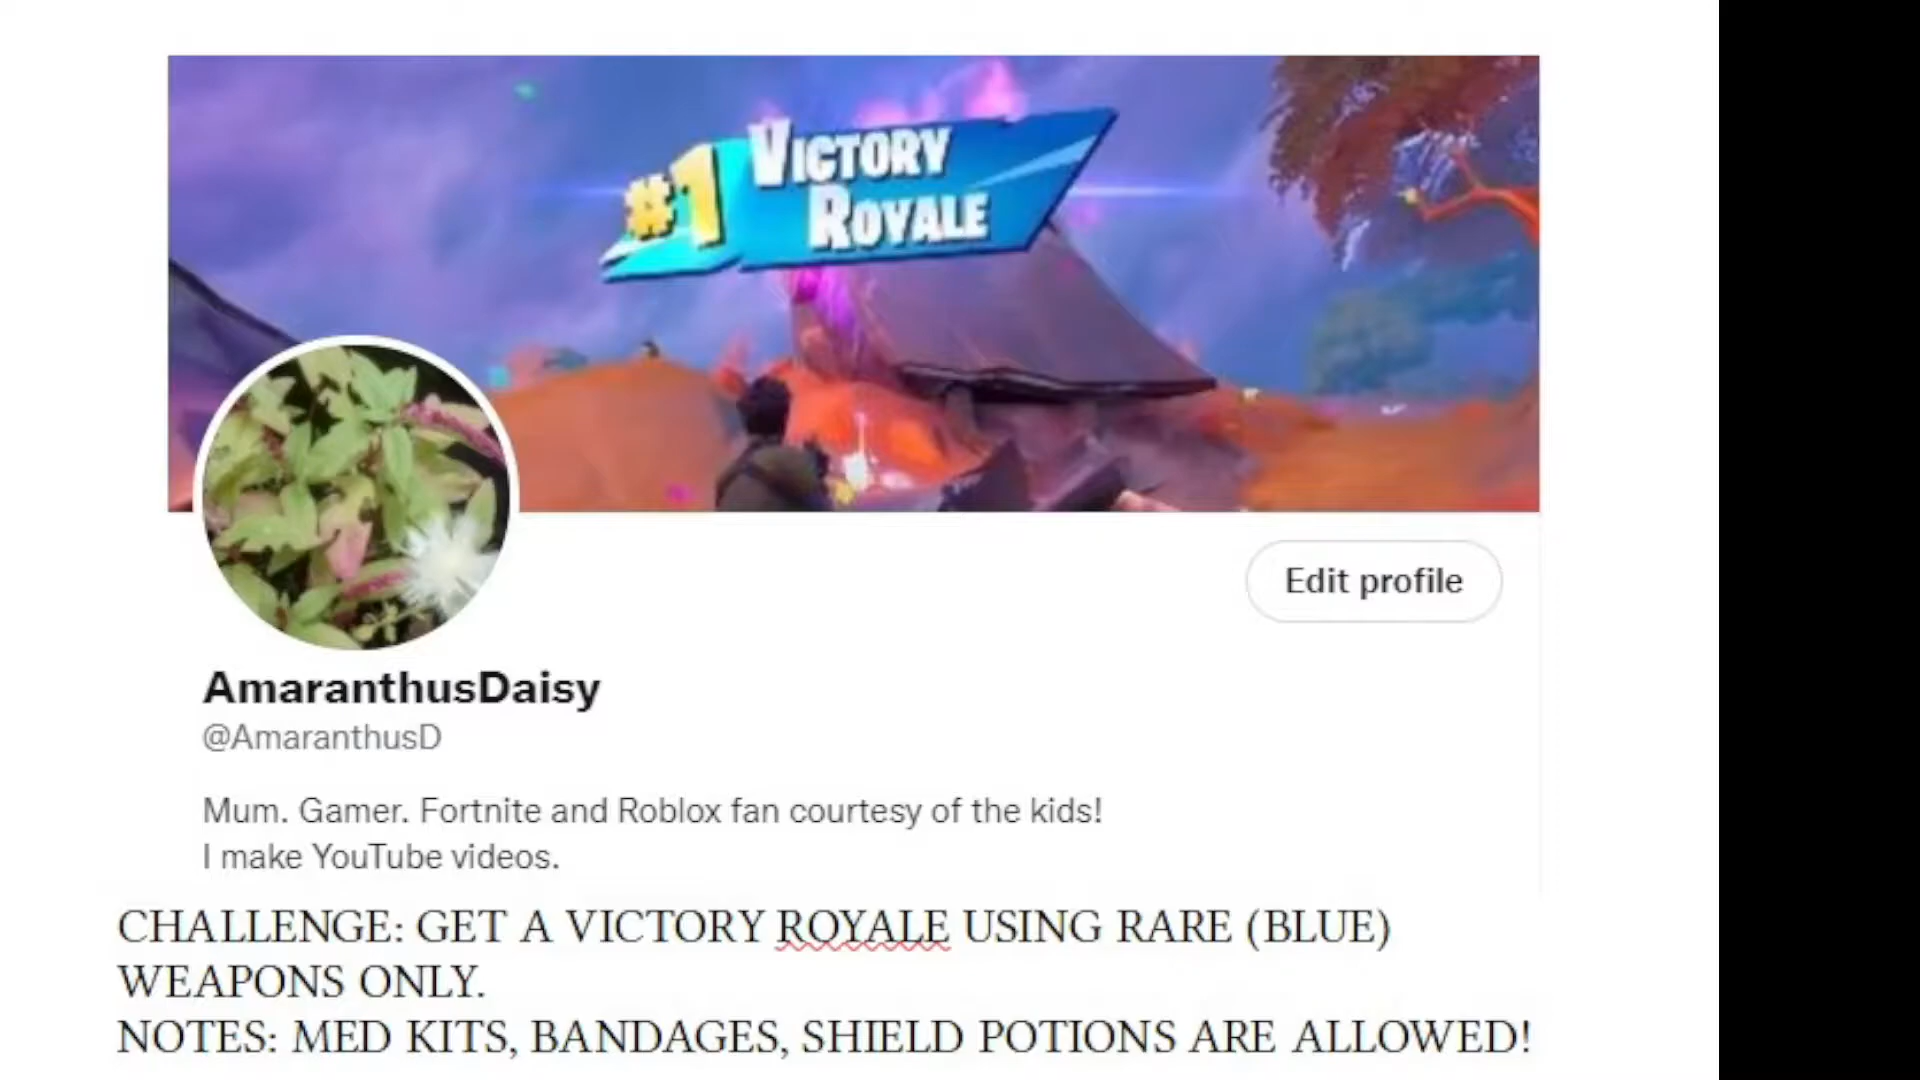 #1 VICTORY
ROYALE
Edit profile
AmaranthusDaisy
@AmaranthusD
Mum. Gamer. Fortnite and Roblox fan courtesy of the kids!
I make YouTube videos.
CHALLENGE: GET A VICTORY ROYALE USING RARE (BLUE)
WEAPONS ONLY.
NOTES: MED KITS, BANDAGES, SHIELD POTIONS ARE ALLOWED!